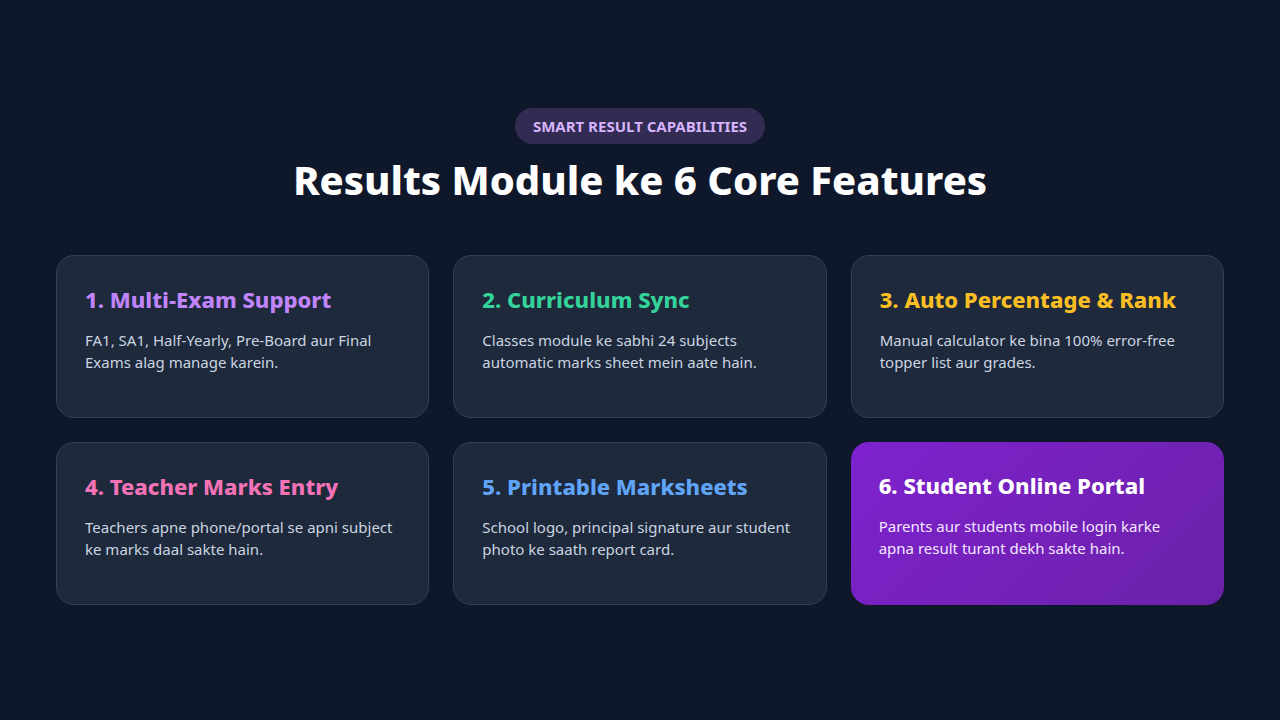 SMART RESULT CAPABILITIES
Results Module ke 6 Core Features
1. Multi-Exam Support
FA1, SA1, Half-Yearly, Pre-Board aur Final
Exams alag manage karein.
2. Curriculum Sync
Classes module ke sabhi 24 subjects
automatic marks sheet mein aate hain.
3. Auto Percentage & Rank
Manual calculator ke bina 100% error-free
topper list aur grades.
4. Teacher Marks Entry
Teachers apne phone/portal se apni subject
ke marks daal sakte hain.
5. Printable Marksheets
School logo, principal signature aur student
photo ke saath report card.
6. Student Online Portal
Parents aur students mobile login karke
apna result turant dekh sakte hain.